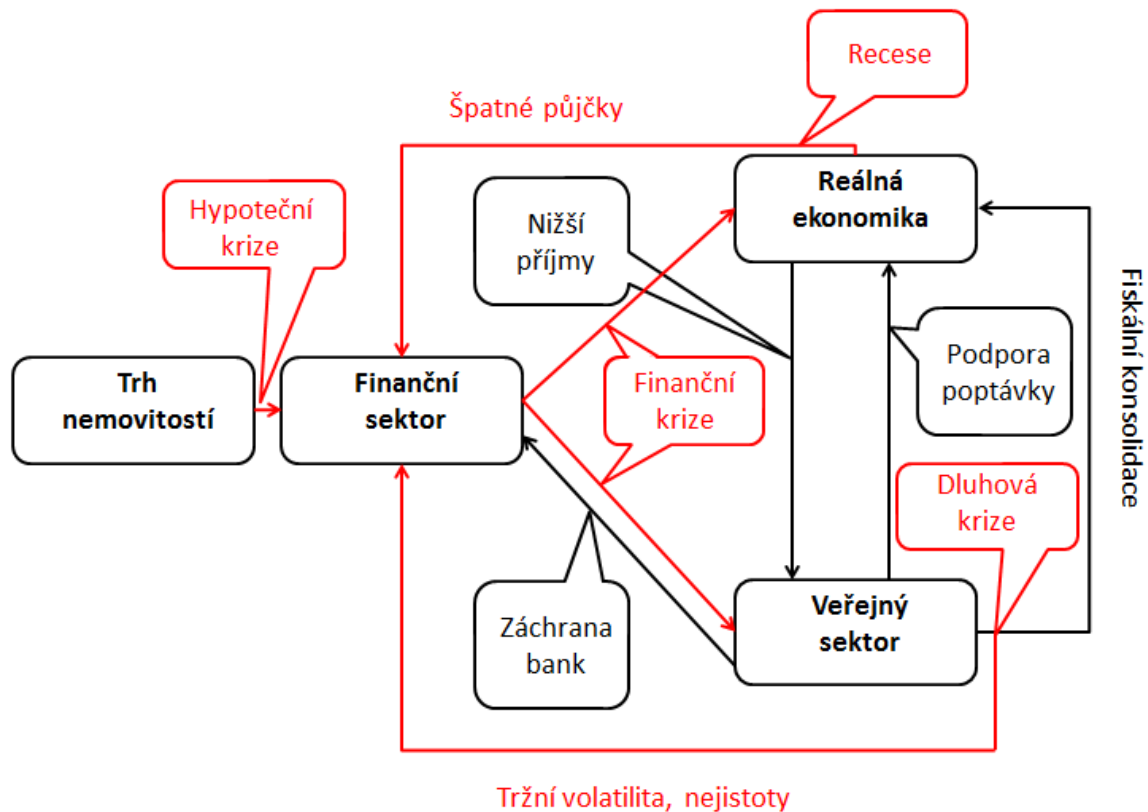 Recese
Špatné půjčky
Reálná
ekonomika
Hypoteční
krize
Nižší
příjmy
Fiskální konsolidace
Podpora
poptávky
Trh
nemovitostí
Finanční
sektor
Finanční
krize
Dluhová
krize
Záchrana
bank
Veřejný
sektor
Tržní volatilita, nejistoty